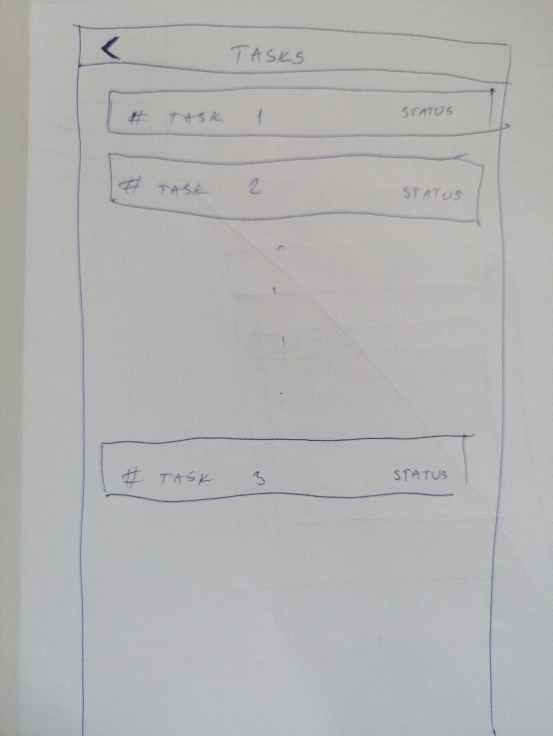 TASKS
# TASK 1 STATUS
# TASK 2 STATUS
# TASK 3 STATUS